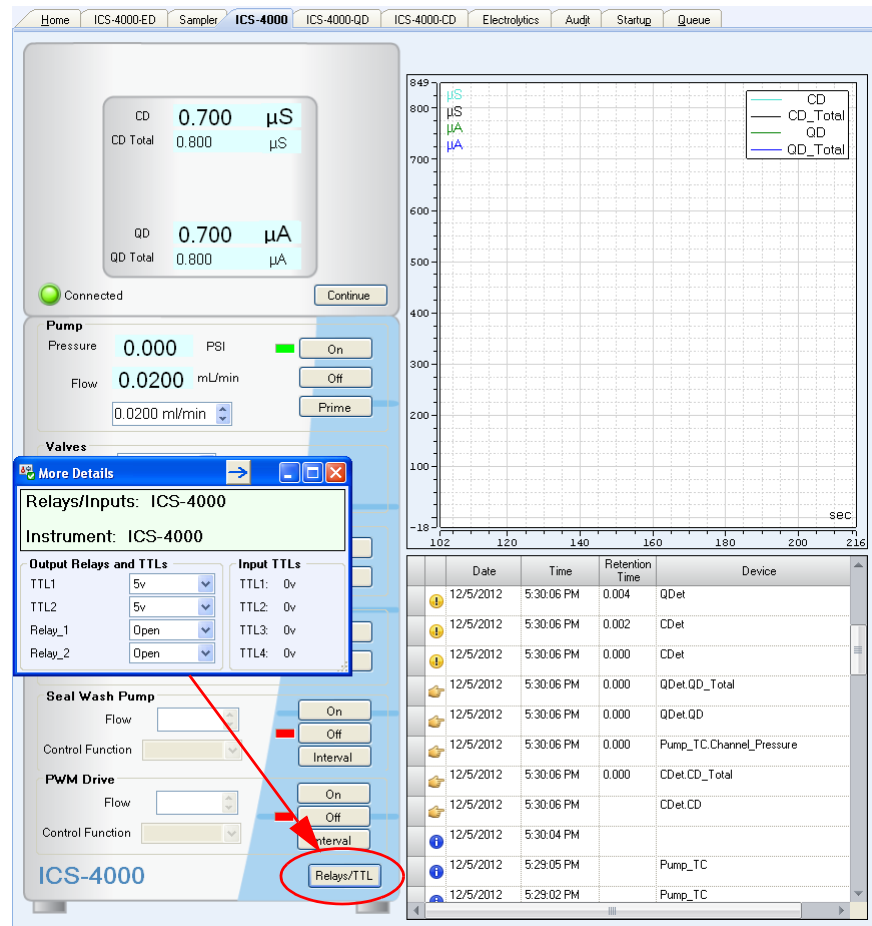 Home ICS-4000-ED Sampler ICS-4000 ICS-4000-QD ICS-4000-CD Electrolytics Audit Startup Queue
CD 0.700 µS
CD Total 0.800 µS
QD 0.700 µA
QD Total 0.800 µA
Connected Continue
Pump
Pressure 0.000 PSI On
Flow 0.0200 mL/min Off
0.0200 ml/min Prime
Valves
More Details
Relays/Inputs: ICS-4000
Instrument: ICS-4000
Output Relays and TTLs Input TTLs
TTL1 5v TTL1: 0v
TTL2 5v TTL2: 0v
Relay_1 Open TTL3: 0v
Relay_2 Open TTL4: 0v
Seal Wash Pump
On
Flow
Off
Control Function
Interval
PWM Drive
On
Flow
Off
Control Function
Interval
ICS-4000 Relays/TTL
849
µS
800
µS
µA
µA
CD
CD_Total
QD
QD_Total
700
600
500
400
300
200
100
sec
-18
102 120 140 160 180 200 216
Date Time Retention Time Device
12/5/2012 5:30:06 PM 0.004 QDet
12/5/2012 5:30:06 PM 0.002 CDet
12/5/2012 5:30:06 PM 0.000 CDet
12/5/2012 5:30:06 PM 0.000 QDet.QD_Total
12/5/2012 5:30:06 PM 0.000 QDet.QD
12/5/2012 5:30:06 PM 0.000 Pump_TC.Channel_Pressure
12/5/2012 5:30:06 PM 0.000 CDet.CD_Total
12/5/2012 5:30:06 PM CDet.CD
12/5/2012 5:30:04 PM
12/5/2012 5:29:05 PM Pump_TC
12/5/2012 5:29:02 PM Pump_TC